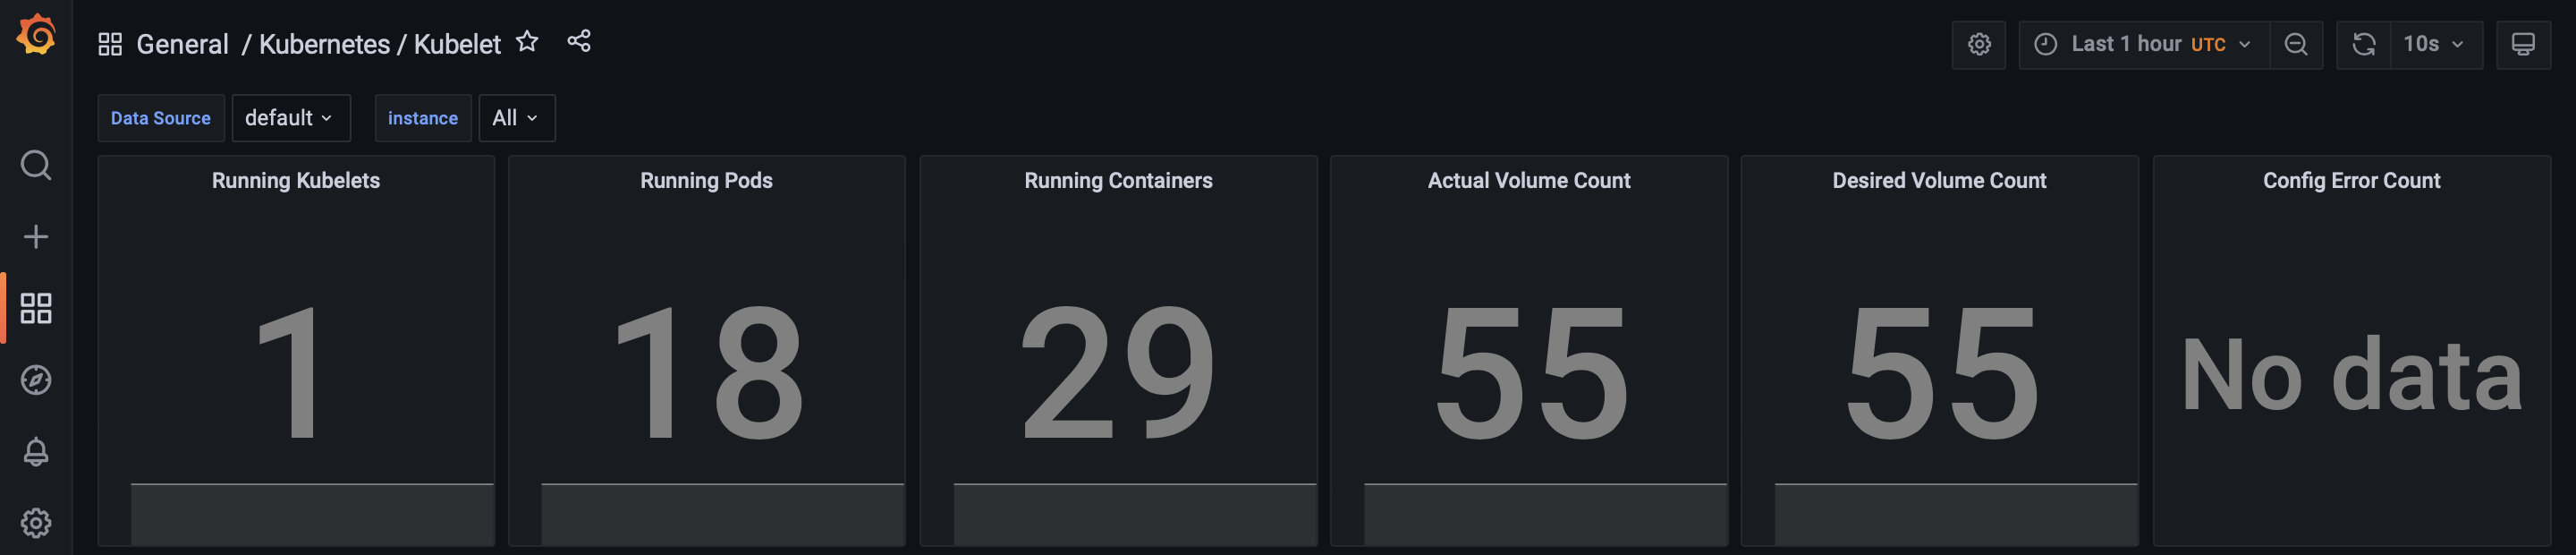 General / Kubernetes / Kubelet
Last 1 hour UTC
10s
Data Source default instance All
Running Kubelets
1
Running Pods
18
Running Containers
29
Actual Volume Count
55
Desired Volume Count
55
Config Error Count
No data